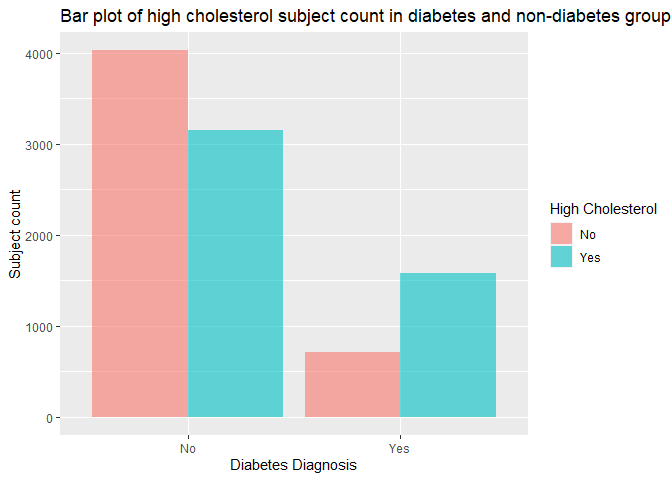 Bar plot of high cholesterol subject count in diabetes and non-diabetes group
4000
3000
2000
1000
0
Subject count
No
Yes
Diabetes Diagnosis
High Cholesterol
No
Yes